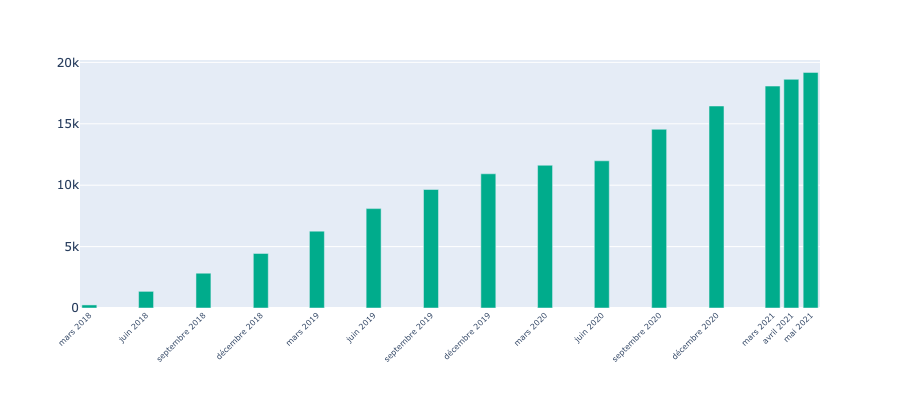 20k
15k
10k
5k
0
mars 2018
juin 2018
septembre 2018
décembre 2018
mars 2019
juin 2019
septembre 2019
décembre 2019
mars 2020
juin 2020
septembre 2020
décembre 2020
mars 2021
avril 2021
mai 2021